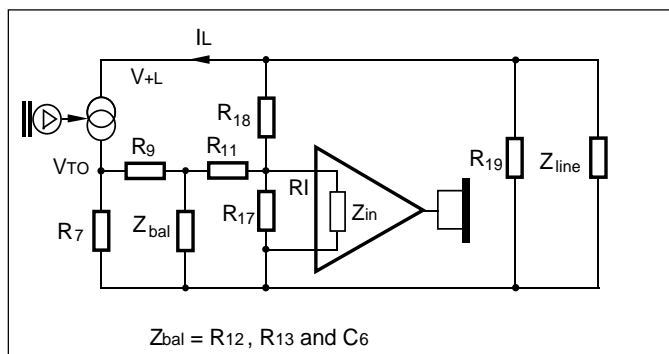 IL
V+L
R18
R9
R11
VTO
RI
R19
Zline
R17
Zin
R7
Zbal
Zbal = R12 , R13 and C6